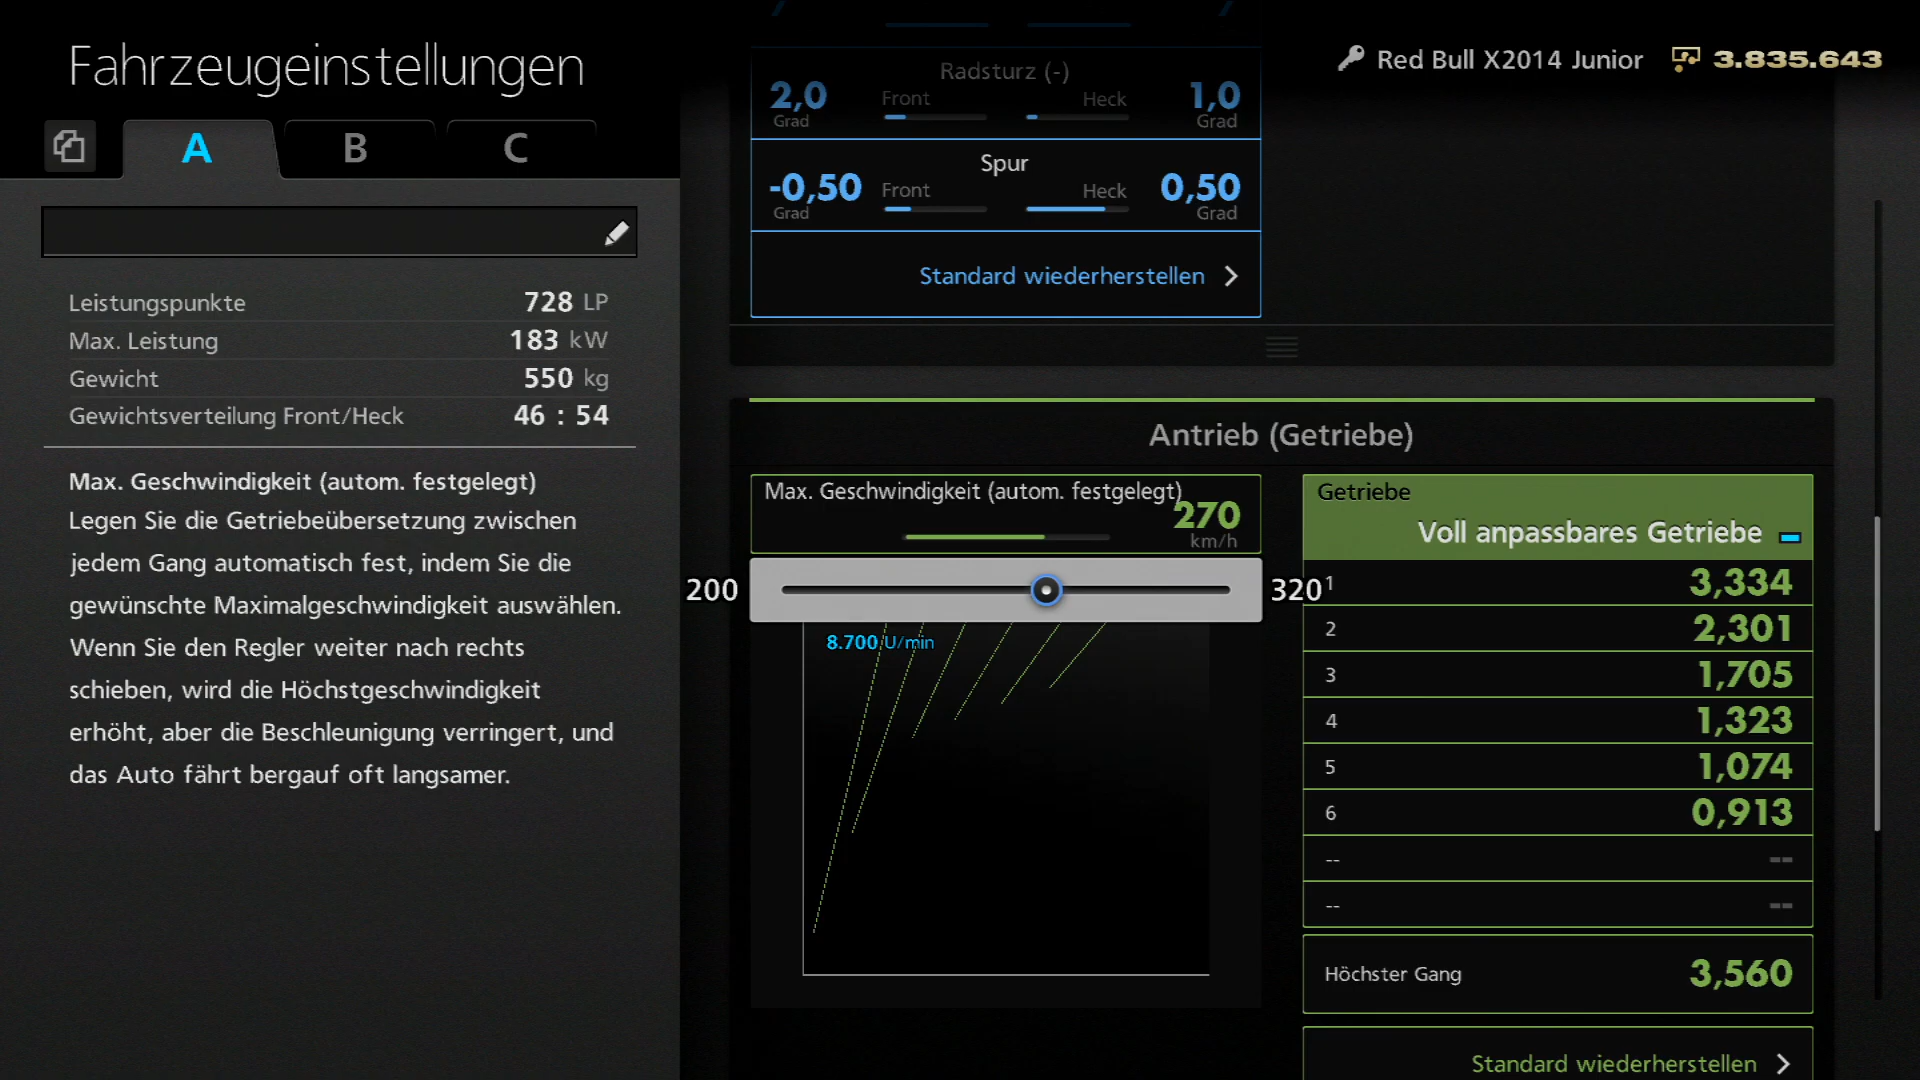 Fahrzeugeinstellungen
Red Bull X2014 Junior
3.835.643
A
B
C
Leistungspunkte 728 LP
Max. Leistung 183 kW
Gewicht 550 kg
Gewichtsverteilung Front/Heck 46 : 54
Max. Geschwindigkeit (autom. festgelegt)
Legen Sie die Getriebeübersetzung zwischen
jedem Gang automatisch fest, indem Sie die
gewünschte Maximalgeschwindigkeit auswählen.
Wenn Sie den Regler weiter nach rechts
schieben, wird die Höchstgeschwindigkeit
erhöht, aber die Beschleunigung verringert, und
das Auto fährt bergauf oft langsamer.
Radsturz (-)
2,0 Front Heck 1,0
Grad Grad
Spur
-0,50 Front Heck 0,50
Grad Grad
Standard wiederherstellen
Antrieb (Getriebe)
Max. Geschwindigkeit (autom. festgelegt)
270
km/h
200 320
8.700 U/min
Getriebe
Voll anpassbares Getriebe
1 3,334
2 2,301
3 1,705
4 1,323
5 1,074
6 0,913
-- --
-- --
Höchster Gang 3,560
Standard wiederherstellen